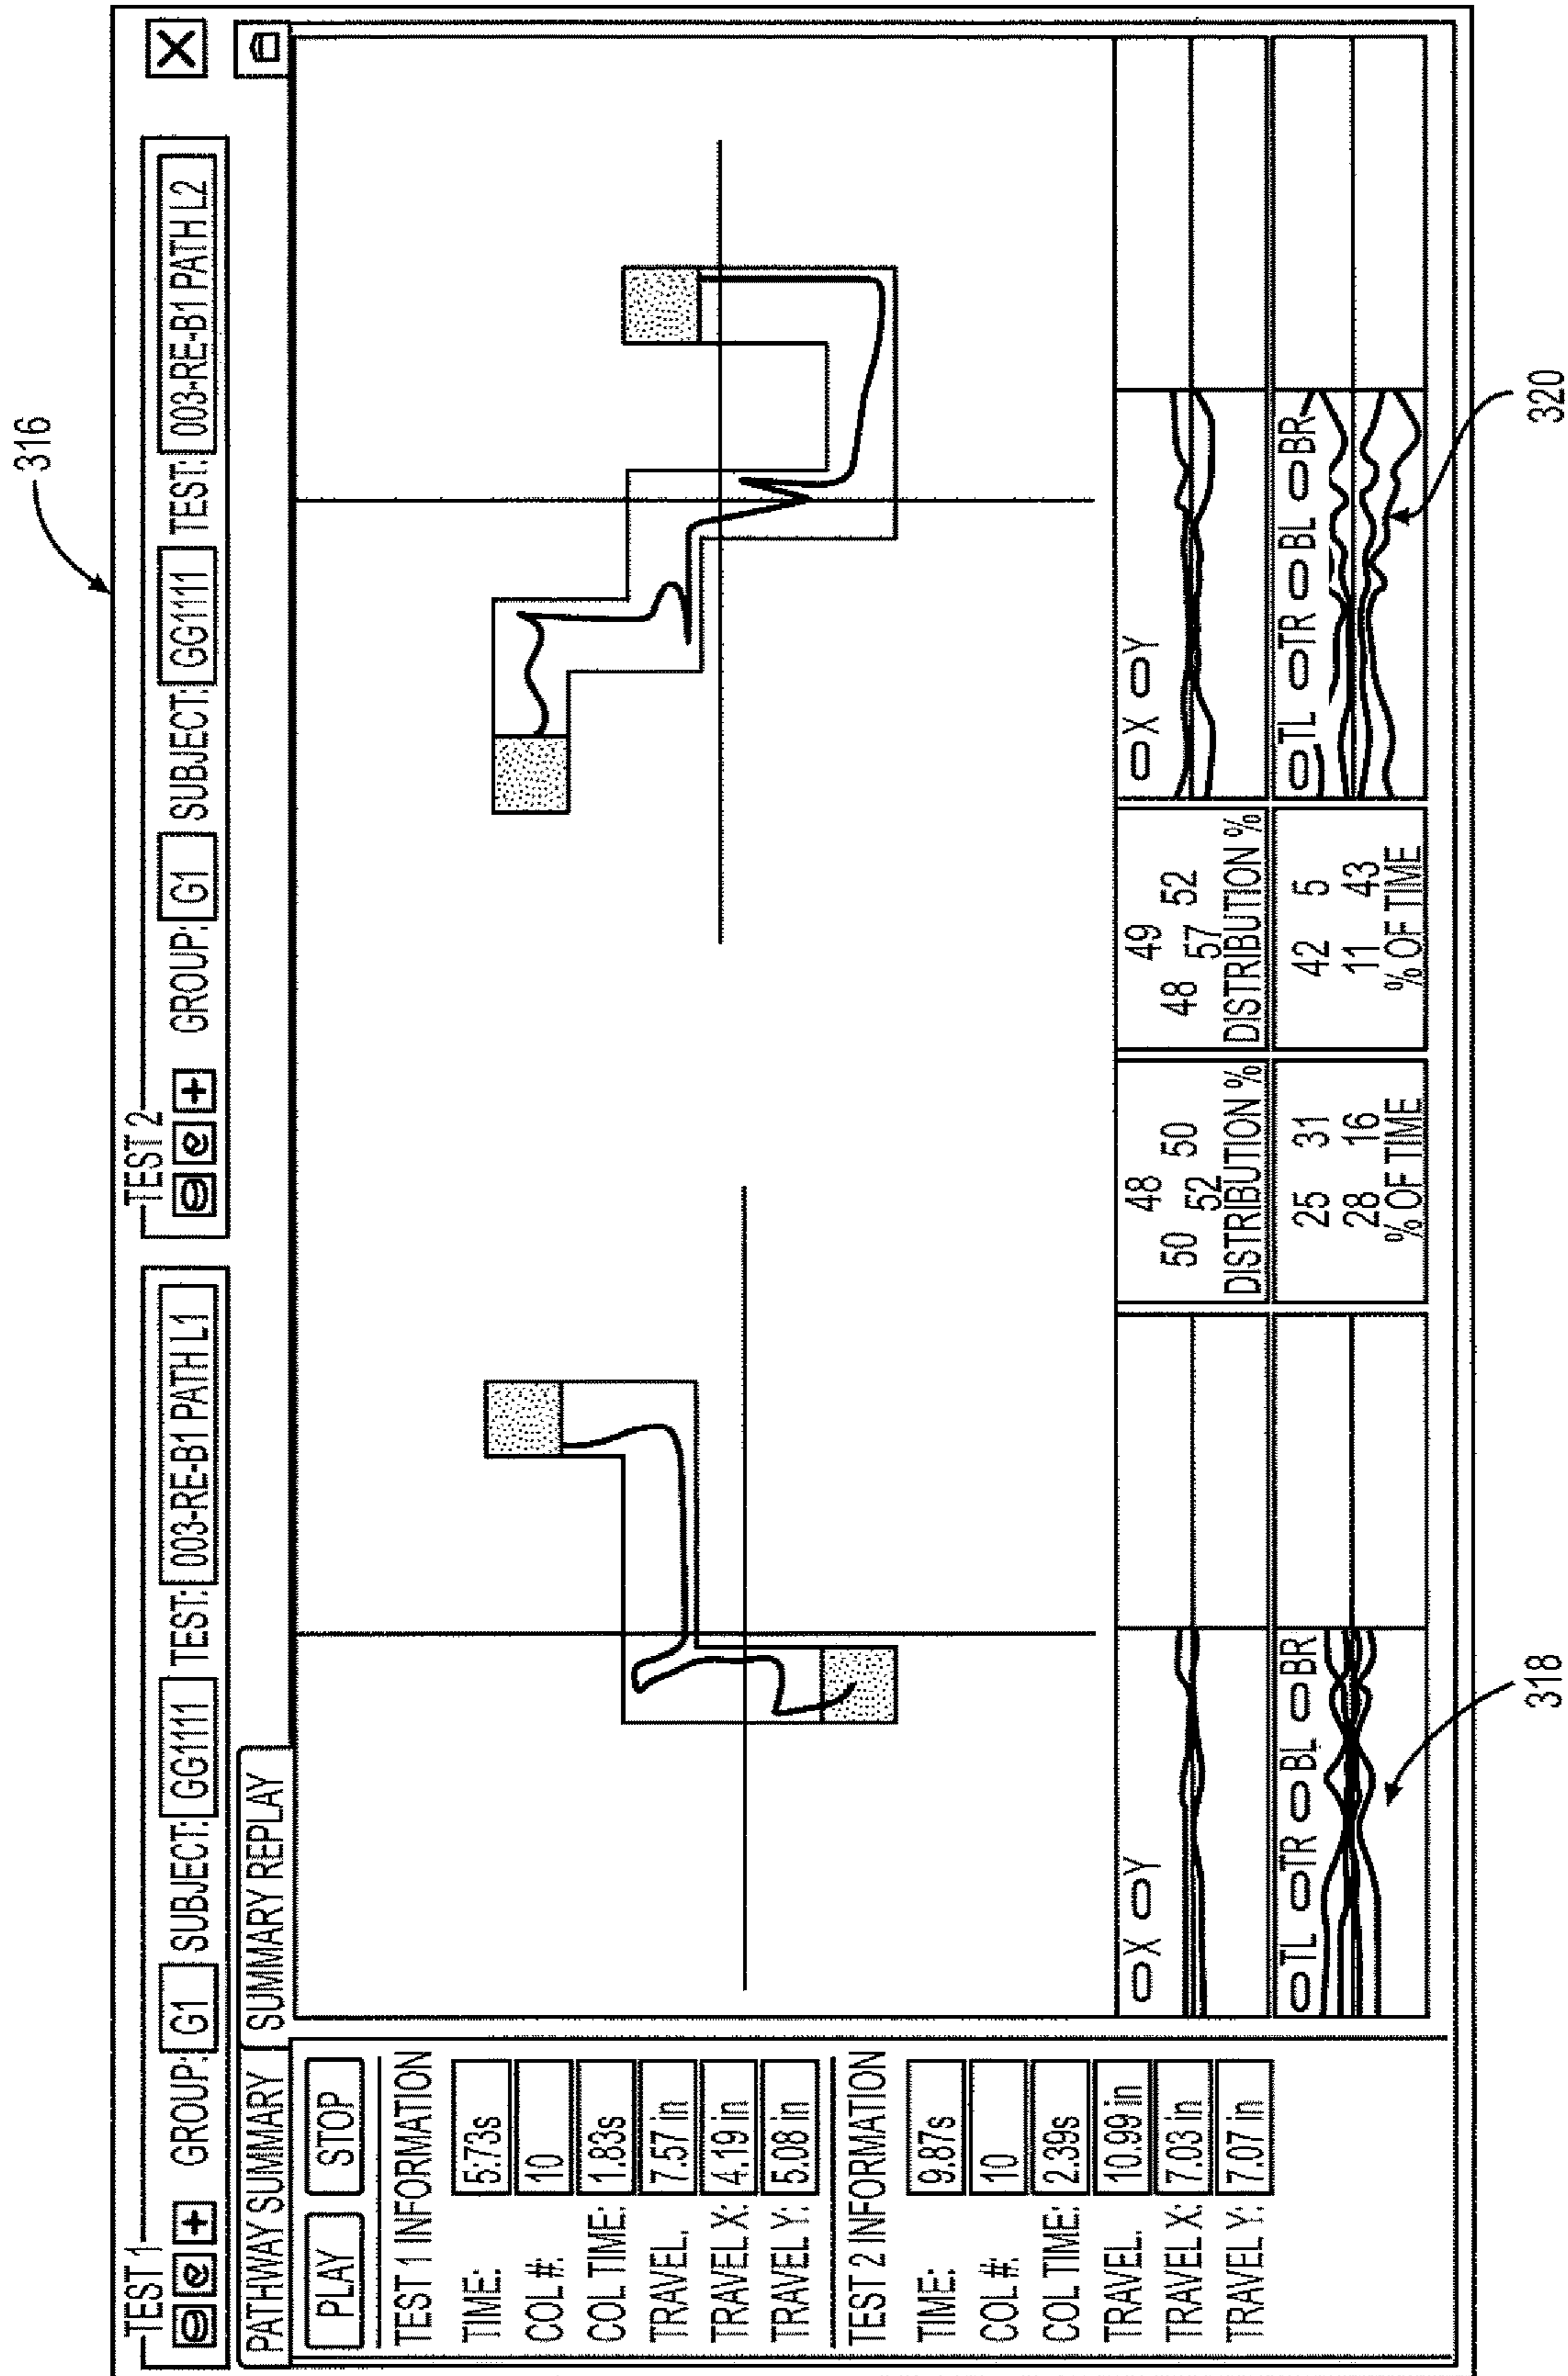 316
TEST 1
GROUP: G1 SUBJECT: GG1111 TEST: 003-RE-B1 PATH L1
TEST 2
GROUP: G1 SUBJECT: GG1111 TEST: 003-RE-B1 PATH L2
X
PATHWAY SUMMARY
SUMMARY REPLAY
PLAY
STOP
TEST 1 INFORMATION
TIME: 5.73s
COL #: 10
COL TIME: 1.83s
TRAVEL. 7.57 in
TRAVEL X: 4.19 in
TRAVEL Y: 5.08 in
TEST 2 INFORMATION
TIME: 9.87s
COL #: 10
COL TIME: 2.39s
TRAVEL. 10.99 in
TRAVEL X: 7.03 in
TRAVEL Y: 7.07 in
X Y
TL TR BL BR
48
50 50
52
DISTRIBUTION %
25 31
28 16
% OF TIME
49
48 52
57
DISTRIBUTION %
42 5
11 43
% OF TIME
X Y
TL TR BL BR
318
320